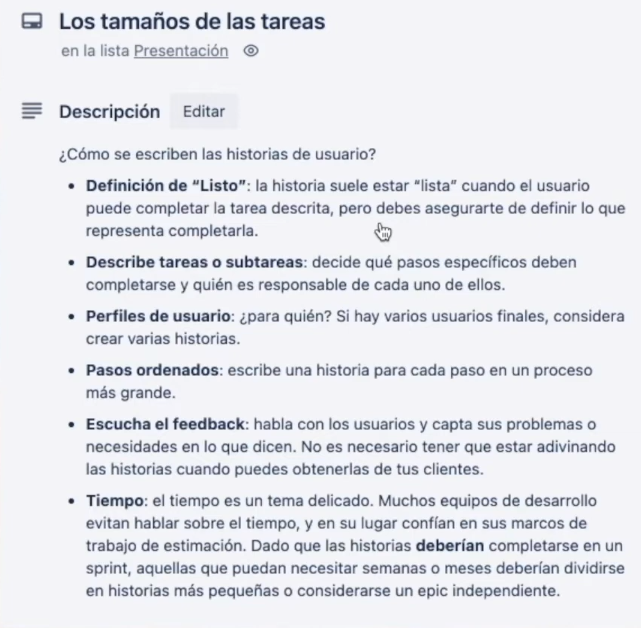 Los tamaños de las tareas
en la lista Presentación
Descripción Editar
¿Cómo se escriben las historias de usuario?
• Definición de “Listo”: la historia suele estar “lista” cuando el usuario
puede completar la tarea descrita, pero debes asegurarte de definir lo que
representa completarla.
• Describe tareas o subtareas: decide qué pasos específicos deben
completarse y quién es responsable de cada uno de ellos.
• Perfiles de usuario: ¿para quién? Si hay varios usuarios finales, considera
crear varias historias.
• Pasos ordenados: escribe una historia para cada paso en un proceso
más grande.
• Escucha el feedback: habla con los usuarios y capta sus problemas o
necesidades en lo que dicen. No es necesario tener que estar adivinando
las historias cuando puedes obtenerlas de tus clientes.
• Tiempo: el tiempo es un tema delicado. Muchos equipos de desarrollo
evitan hablar sobre el tiempo, y en su lugar confían en sus marcos de
trabajo de estimación. Dado que las historias deberían completarse en un
sprint, aquellas que puedan necesitar semanas o meses deberían dividirse
en historias más pequeñas o considerarse un epic independiente.